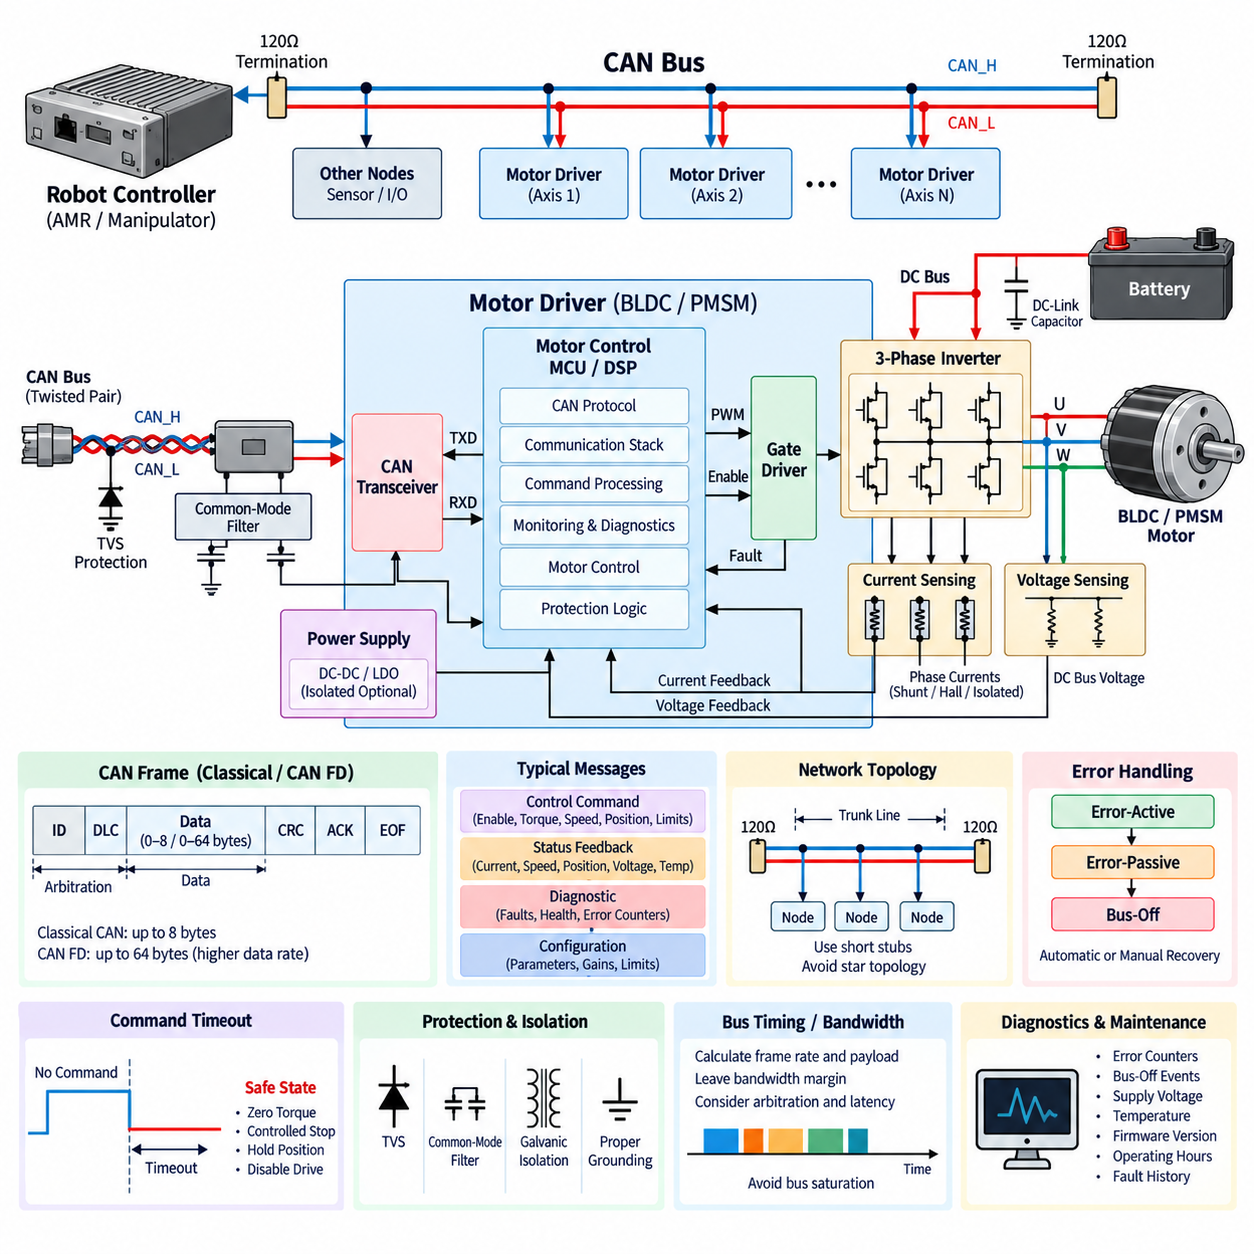 120Ω
Termination
CAN Bus
CAN_H
120Ω
Termination
CAN_L
Robot Controller
(AMR / Manipulator)
Other Nodes
Sensor / I/O
Motor Driver
(Axis 1)
Motor Driver
(Axis 2)
...
Motor Driver
(Axis N)
DC Bus
DC-Link
Capacitor
Battery
Motor Driver (BLDC / PMSM)
Motor Control
MCU / DSP
CAN Protocol
Communication Stack
Command Processing
Monitoring & Diagnostics
Motor Control
Protection Logic
CAN Bus
(Twisted Pair)
CAN_H
CAN_L
TVS
Protection
Common-Mode
Filter
CAN
Transceiver
TXD
RXD
PWM
Enable
Fault
Gate
Driver
3-Phase Inverter
U
V
W
BLDC / PMSM
Motor
Current Sensing
Voltage Sensing
Phase Currents
(Shunt / Hall / Isolated)
DC Bus Voltage
Power Supply
DC-DC / LDO
(Isolated Optional)
Current Feedback
Voltage Feedback
CAN Frame (Classical / CAN FD)
ID
DLC
Data
(0–8 / 0–64 bytes)
CRC
ACK
EOF
Arbitration
Data
Classical CAN: up to 8 bytes
CAN FD: up to 64 bytes (higher data rate)
Typical Messages
Control Command
(Enable, Torque, Speed, Position, Limits)
Status Feedback
(Current, Speed, Position, Voltage, Temp)
Diagnostic
(Faults, Health, Error Counters)
Configuration
(Parameters, Gains, Limits)
Network Topology
Trunk Line
120Ω
120Ω
Node
Node
Node
Use short stubs
Avoid star topology
Error Handling
Error-Active
Error-Passive
Bus-Off
Automatic or Manual Recovery
Command Timeout
No Command
Timeout
Safe State
• Zero Torque
• Controlled Stop
• Hold Position
• Disable Drive
Protection & Isolation
TVS
Common-Mode
Filter
Galvanic
Isolation
Proper
Grounding
Bus Timing / Bandwidth
Calculate frame rate and payload
Leave bandwidth margin
Consider arbitration and latency
Time
Avoid bus saturation
Diagnostics & Maintenance
• Error Counters
• Bus-Off Events
• Supply Voltage
• Temperature
• Firmware Version
• Operating Hours
• Fault History